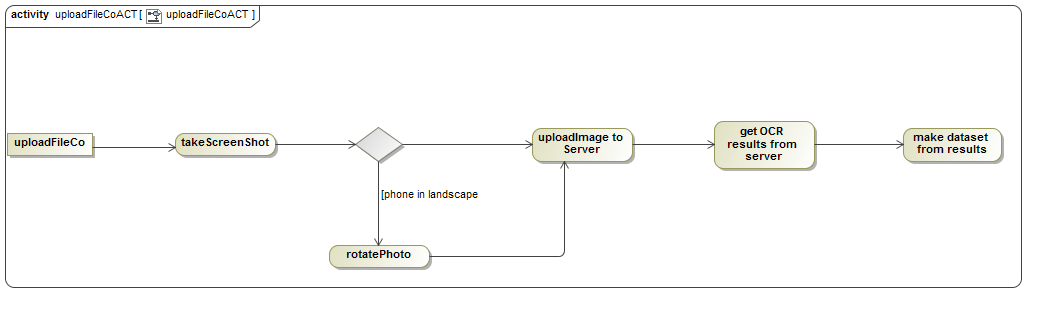 activity uploadFileCoACT [ uploadFileCoACT ]
uploadFileCo
takeScreenShot
uploadImage to
Server
get OCR
results from
server
make dataset
from results
[phone in landscape
rotatePhoto